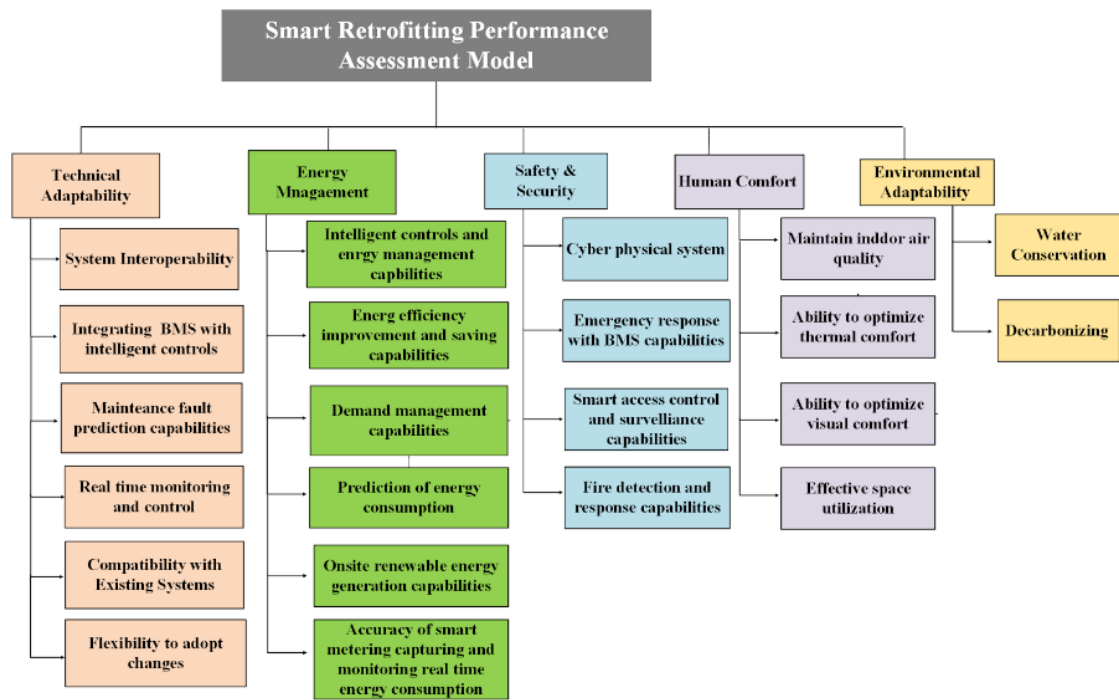 Smart Retrofitting Performance
Assessment Model
Technical
Adaptability
System Interoperability
Integrating BMS with
intelligent controls
Mainteance fault
prediction capabilities
Real time monitoring
and control
Compatibility with
Existing Systems
Flexibility to adopt
changes
Energy
Mnagaement
Intelligent controls and
enrgy management
capbilities
Energ efficiency
improvement and saving
capabilities
Demand management
capabilities
Prediction of energy
consumption
Onsite renewable energy
generation capabilities
Accuracy of smart
metering capturing and
monitoring real time
energy consumption
Safety &
Security
Cyber physical system
Emergency response
with BMS capabilities
Smart access control
and survelliance
capabilities
Fire detection and
response capabilities
Human Comfort
Maintain inddor air
quality
Ability to optimize
thermal comfort
Ability to optimize
visual comfort
Effective space
utilization
Environmental
Adaptability
Water
Conservation
Decarbonizing